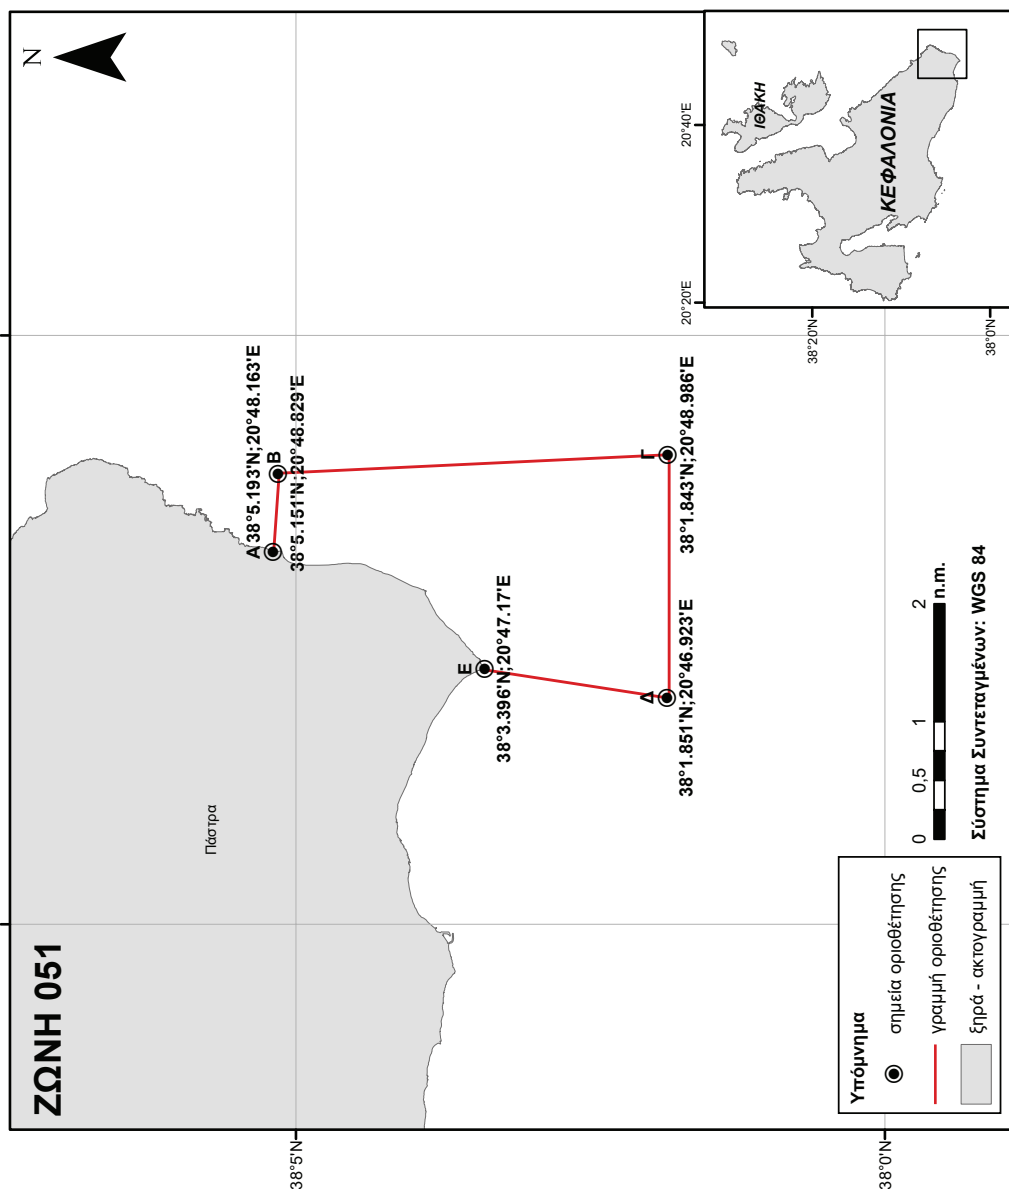 ΖΩΝΗ 051
N
Πάστρα
Α
38°5.193'N;20°48.163'E
Β
38°5.151'N;20°48.829'E
Ε
38°3.396'N;20°47.17'E
Δ
38°1.851'N;20°46.923'E
Γ
38°1.843'N;20°48.986'E
38°5'N
38°0'N
Υπόμνημα
σημεία οριοθέτησης
γραμμή οριοθέτησης
ξηρά - ακτογραμμή
0 0,5 1 2
n.m.
Σύστημα Συντεταγμένων: WGS 84
20°20'E
20°40'E
38°20'N
38°0'N
ΙΘΑΚΗ
ΚΕΦΑΛΟΝΙΑ